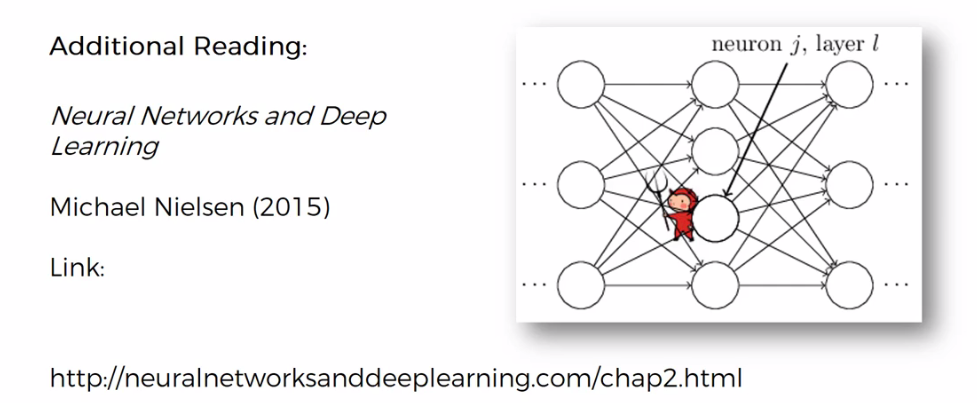 Additional Reading:
Neural Networks and Deep
Learning
Michael Nielsen (2015)
Link:
http://neuralnetworksanddeeplearning.com/chap2.html
neuron j, layer l
... ...
... ...
... ...